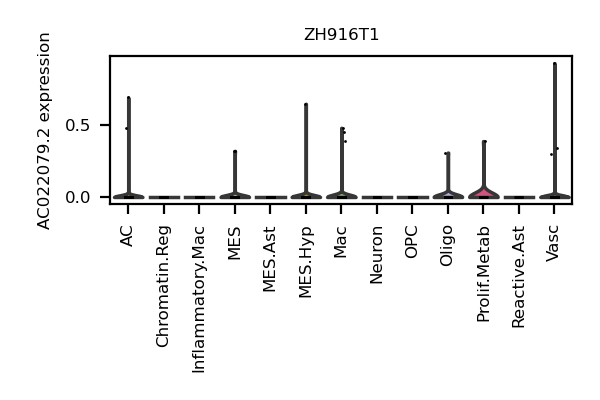 ZH916T1
AC022079.2 expression
0.5
0.0
AC
Chromatin.Reg
Inflammatory.Mac
MES
MES.Ast
MES.Hyp
Mac
Neuron
OPC
Oligo
Prolif.Metab
Reactive.Ast
Vasc